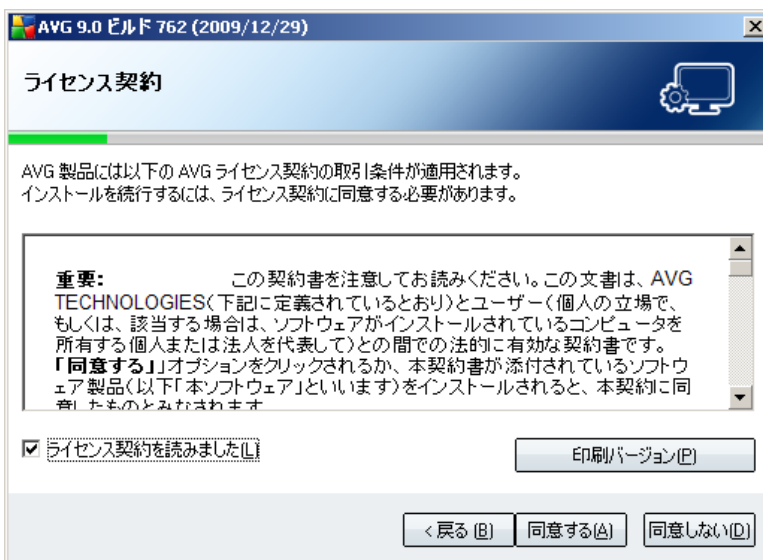 AVG 9.0 ビルド 762 (2009/12/29)
ライセンス契約
AVG 製品には以下の AVG ライセンス契約の取引条件が適用されます。
インストールを続行するには、ライセンス契約に同意する必要があります。
重要: この契約書を注意してお読みください。この文書は、AVG
TECHNOLOGIES(下記に定義されているとおり)とユーザー(個人の立場で、
もしくは、該当する場合は、ソフトウェアがインストールされているコンピュータを
所有する個人または法人を代表して)との間での法的に有効な契約書です。
「同意する」」オプションをクリックされるか、本契約書が添付されているソフトウ
ェア製品(以下「本ソフトウェア」といいます)をインストールされると、本契約に同
意したものとみなされます
ライセンス契約を読みました(L)
印刷バージョン(P)
< 戻る (B)
同意する(A)
同意しない(D)